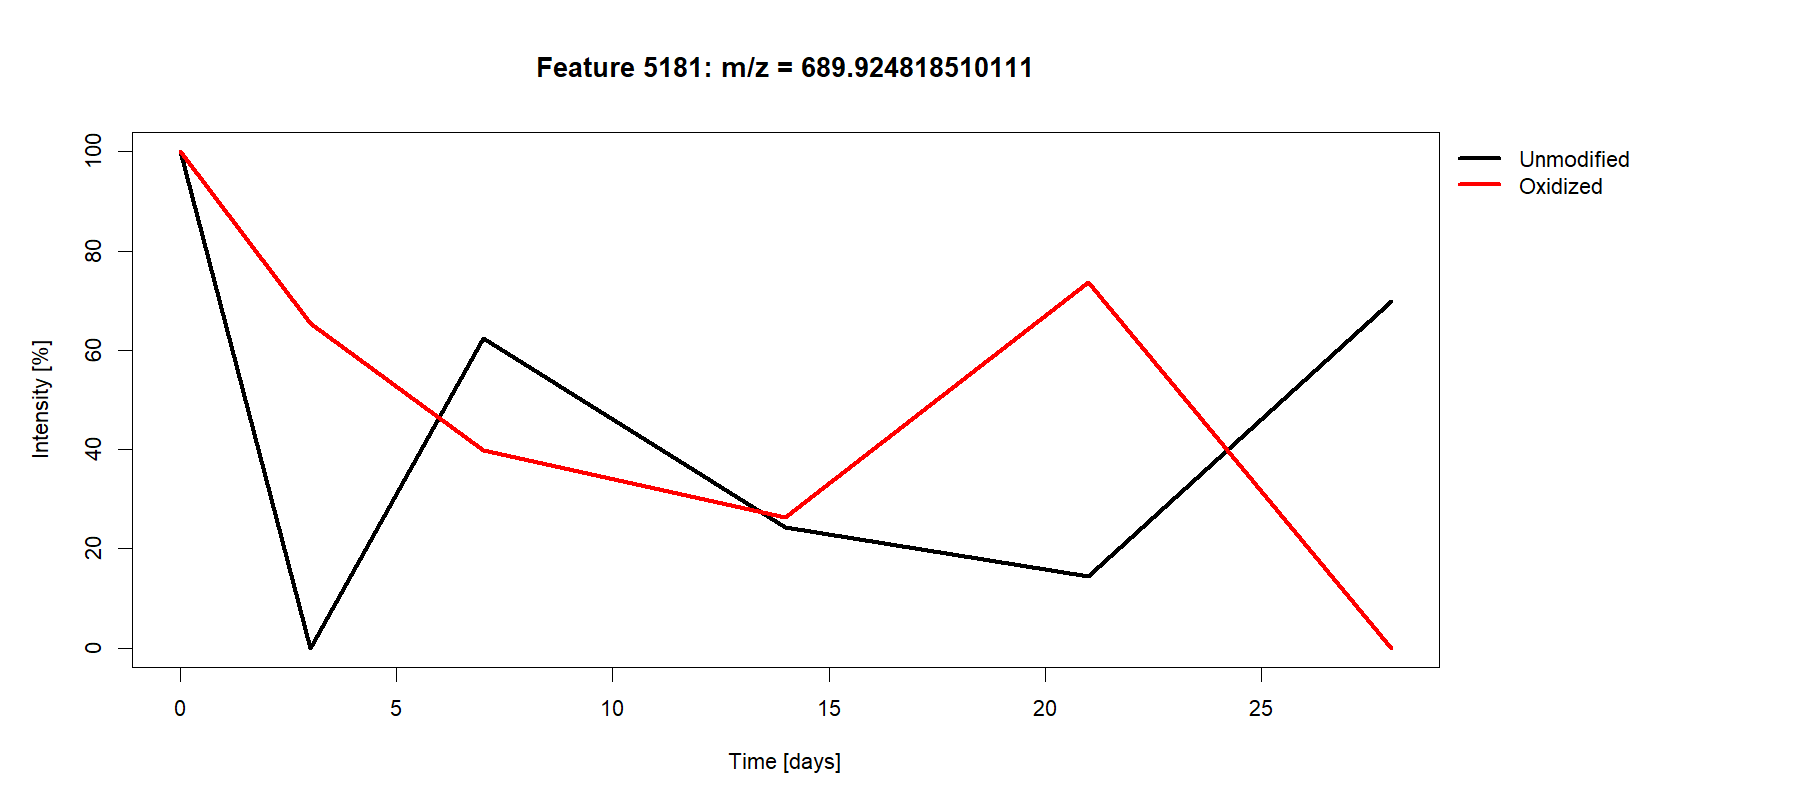 Feature 5181: m/z = 689.924818510111
Unmodified
Oxidized
Intensity [%]
100
80
60
40
20
0
0 5 10 15 20 25
Time [days]